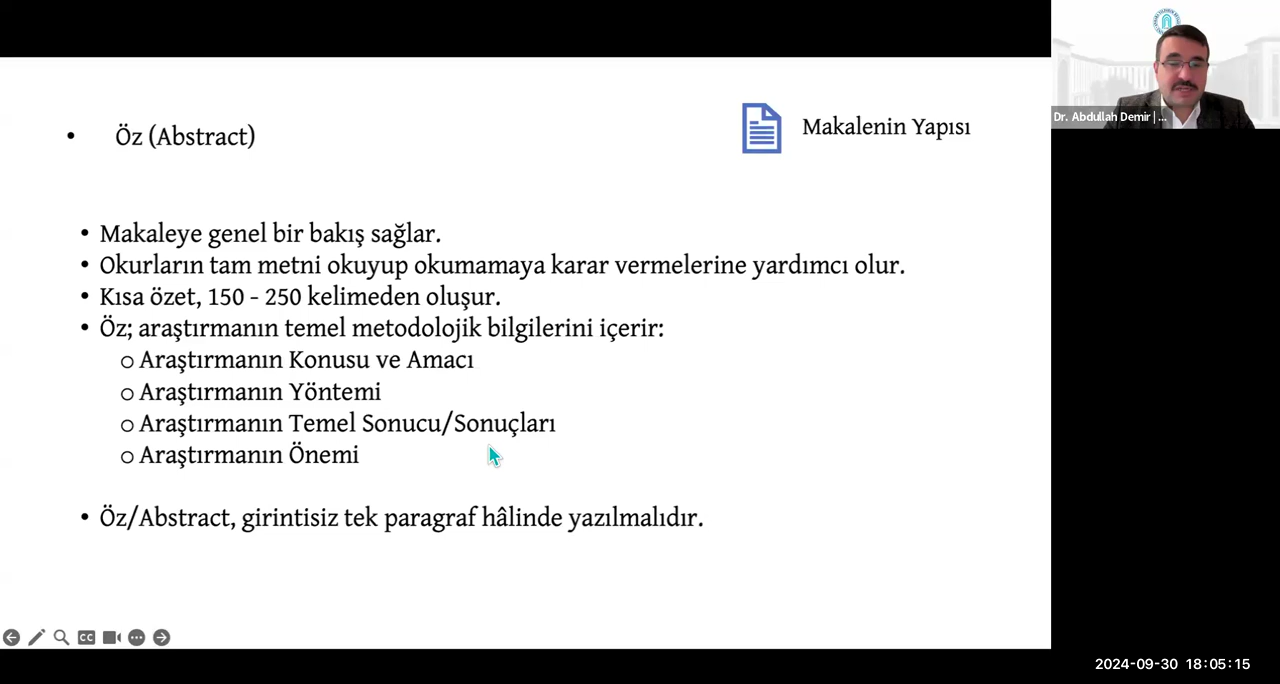 • Öz (Abstract)
Makalenin Yapısı
• Makaleye genel bir bakış sağlar.
• Okurların tam metni okuyup okumamaya karar vermelerine yardımcı olur.
• Kısa özet, 150 - 250 kelimeden oluşur.
• Öz; araştırmanın temel metodolojik bilgilerini içerir:
o Araştırmanın Konusu ve Amacı
o Araştırmanın Yöntemi
o Araştırmanın Temel Sonucu/Sonuçları
o Araştırmanın Önemi
• Öz/Abstract, girintisiz tek paragraf hâlinde yazılmalıdır.
Dr. Abdullah Demir | ...
CC
2024-09-30 18:05:15